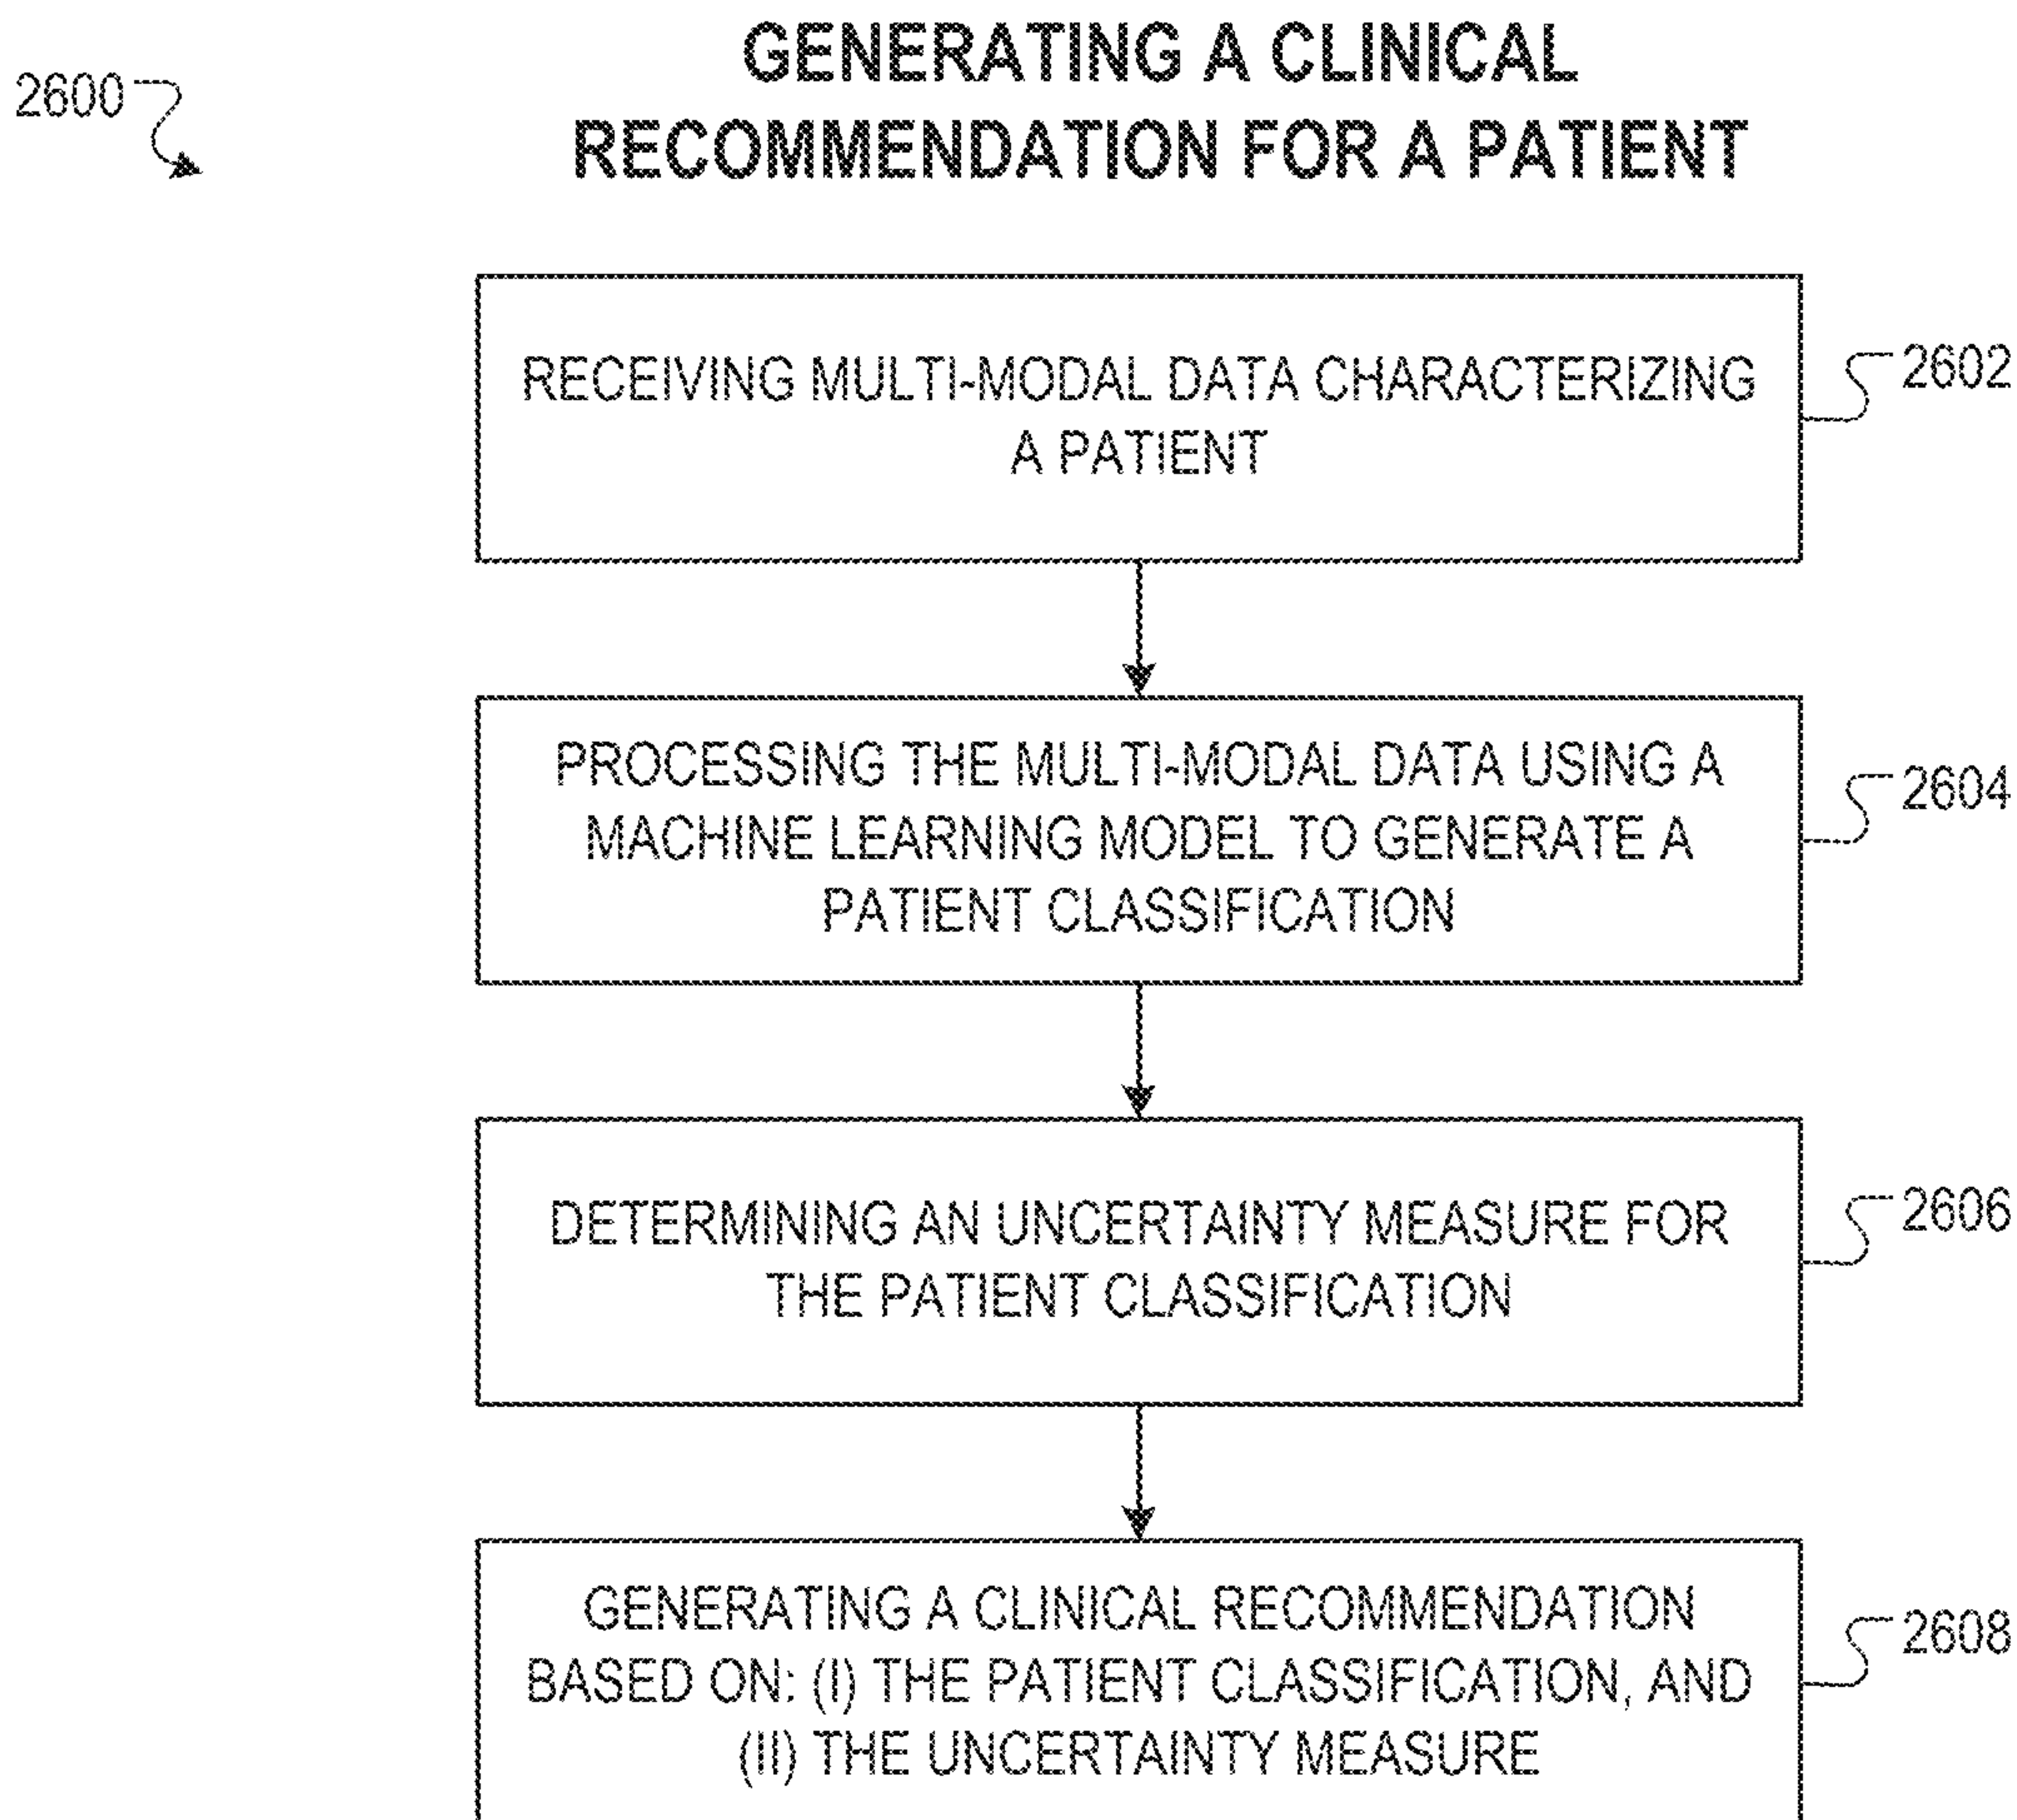 GENERATING A CLINICAL
RECOMMENDATION FOR A PATIENT
2600
RECEIVING MULTI-MODAL DATA CHARACTERIZING
A PATIENT
2602
PROCESSING THE MULTI-MODAL DATA USING A
MACHINE LEARNING MODEL TO GENERATE A
PATIENT CLASSIFICATION
2604
DETERMINING AN UNCERTAINTY MEASURE FOR
THE PATIENT CLASSIFICATION
2606
GENERATING A CLINICAL RECOMMENDATION
BASED ON: (I) THE PATIENT CLASSIFICATION, AND
(II) THE UNCERTAINTY MEASURE
2608